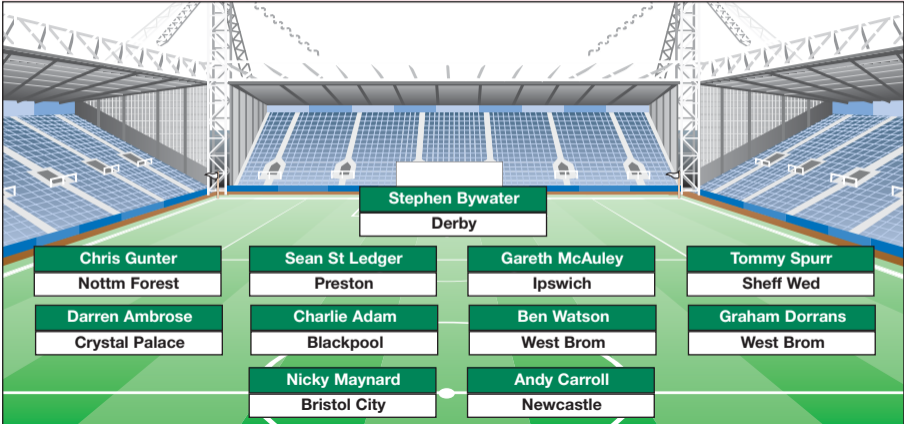 Stephen Bywater
Derby
Chris Gunter
Nottm Forest
Sean St Ledger
Preston
Gareth McAuley
Ipswich
Tommy Spurr
Sheff Wed
Darren Ambrose
Crystal Palace
Charlie Adam
Blackpool
Ben Watson
West Brom
Graham Dorrans
West Brom
Nicky Maynard
Bristol City
Andy Carroll
Newcastle